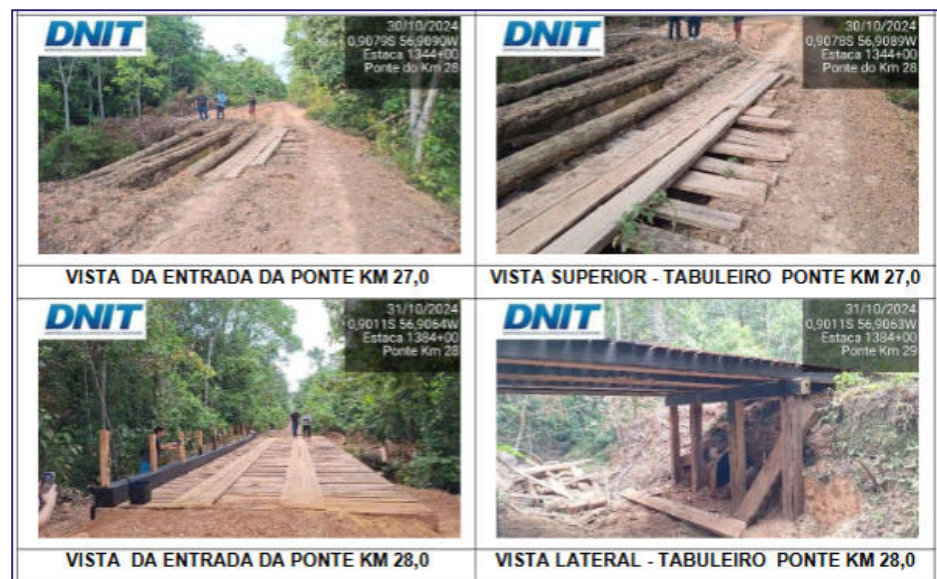 DNIT
30/10/2024
0,9079S 56,9090W
Estaca 1344+00
Ponte do Km 28
DNIT
30/10/2024
0,9078S 56,9089W
Estaca 1344+00
Ponte do Km 28
VISTA DA ENTRADA DA PONTE KM 27,0
VISTA SUPERIOR - TABULEIRO PONTE KM 27,0
DNIT
31/10/2024
0,9011S 56,9064W
Estaca 1384+00
Ponte Km 28
DNIT
31/10/2024
0,9011S 56,9063W
Estaca 1384+00
Ponte Km 29
VISTA DA ENTRADA DA PONTE KM 28,0
VISTA LATERAL - TABULEIRO PONTE KM 28,0